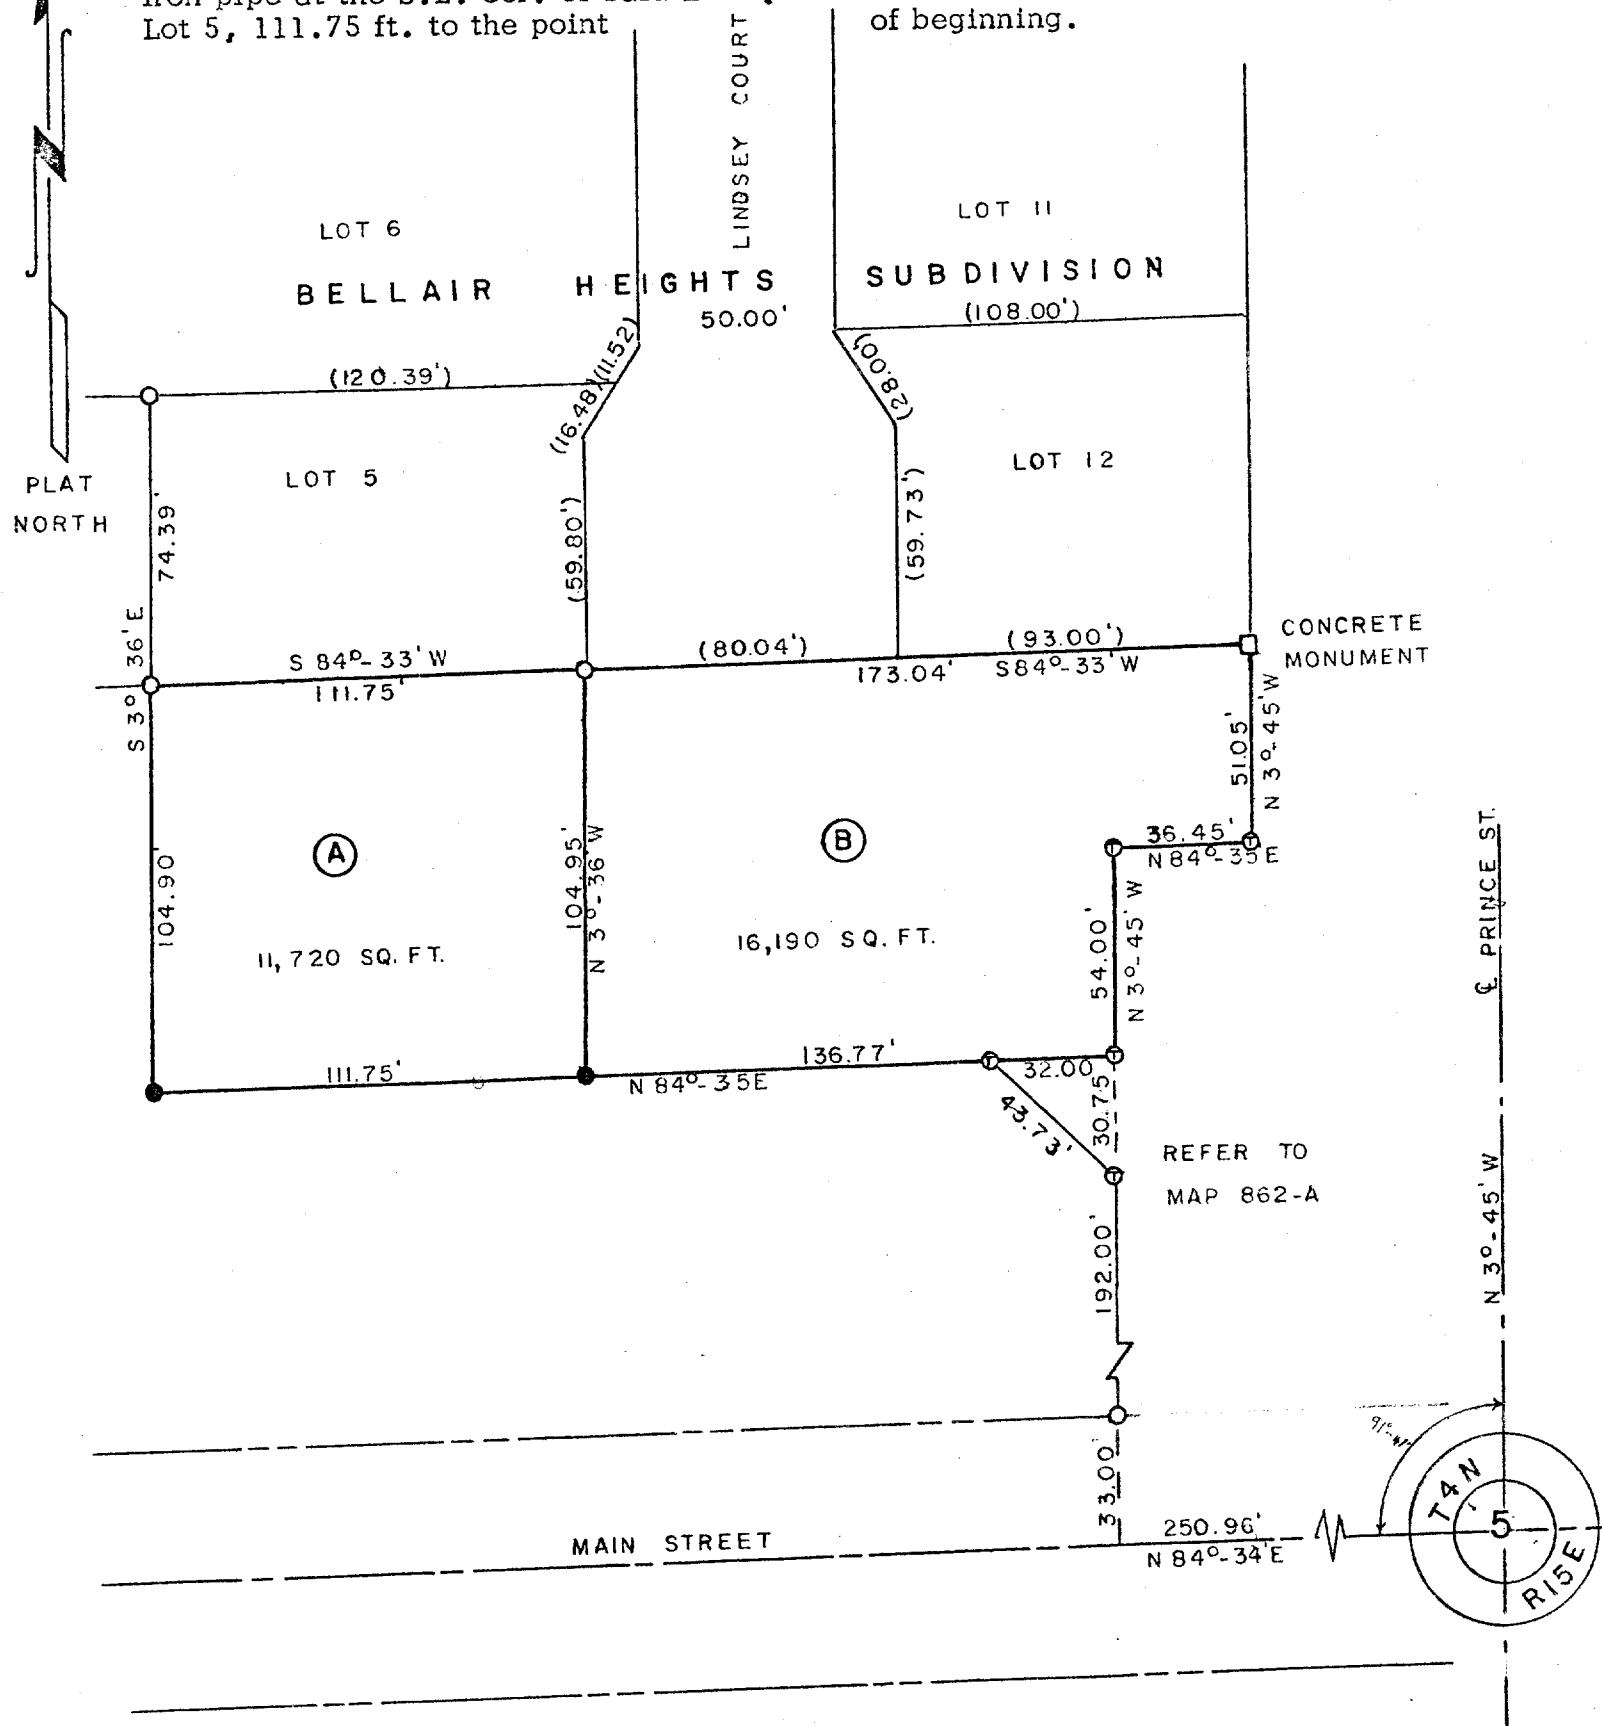 Lot 5, 111.75 ft. to the point
of beginning.
LINDSEY COURT
LOT 6
LOT 11
BELLAIR HEIGHTS SUBDIVISION
50.00'
(108.00')
(11.52)
(28.00')
(120.39')
(16.48)
LOT 5
LOT 12
PLAT
NORTH
74.39'
(59.80')
(59.73')
S 3° 36' E
S 84°-33' W
111.75'
(80.04')
(93.00')
173.04'
S 84°-33' W
CONCRETE
MONUMENT
51.05'
N 3°-45' W
A
B
36.45'
N 84°-35 E
104.90'
104.95'
N 3°-36' W
54.00'
N 3°-45' W
11,720 SQ. FT.
16,190 SQ. FT.
℄ PRINCE ST.
111.75'
136.77'
N 84°-35 E
32.00
30.75
43.73'
REFER TO
MAP 862-A
192.00'
N 3°-45' W
33.00'
T4N
5
R15E
MAIN STREET
250.96'
N 84°-34' E